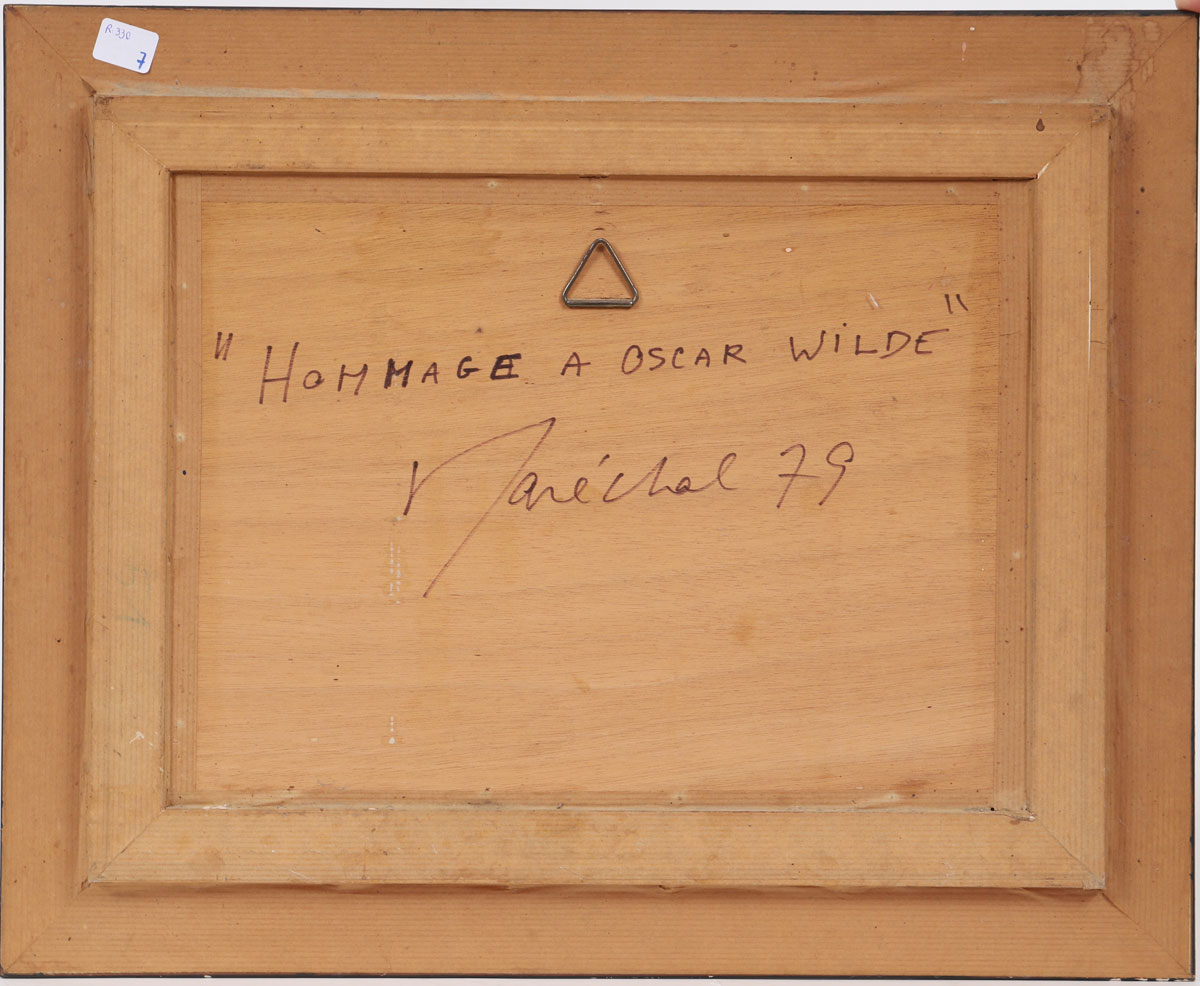 R.330
7
"HOMMAGE A OSCAR WILDE"
Maréchal 79